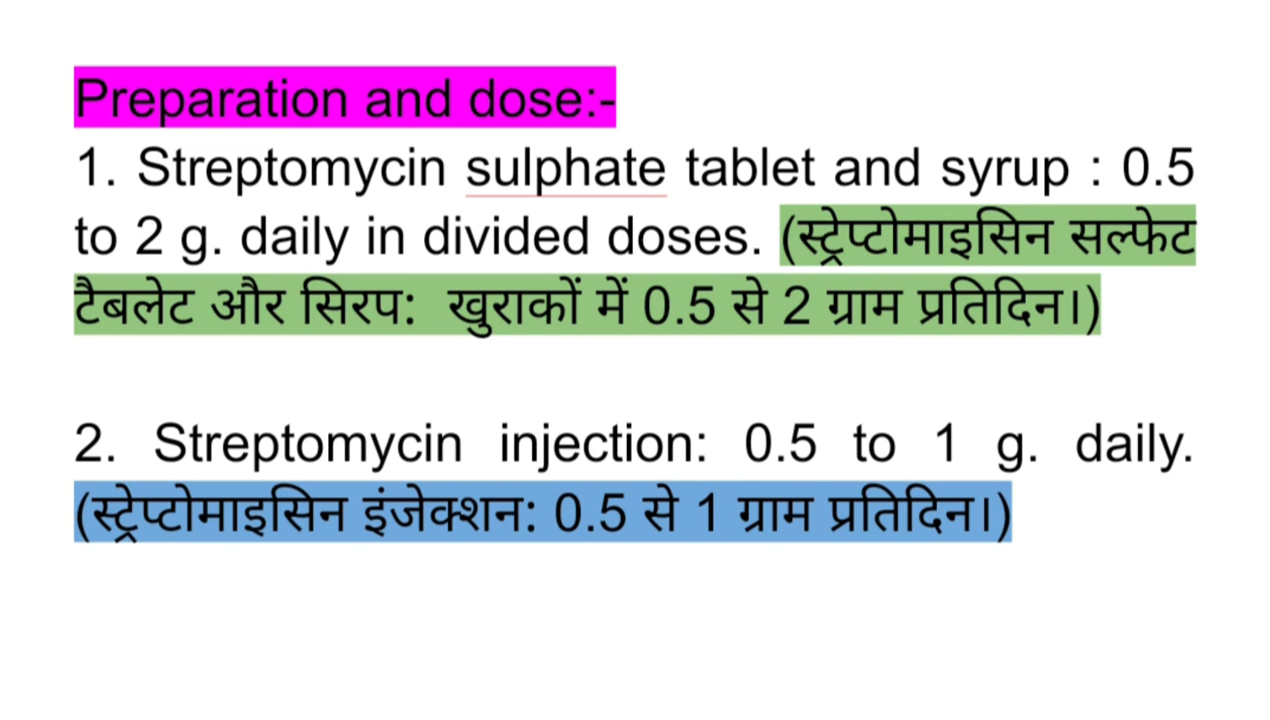 Preparation and dose:-
1. Streptomycin sulphate tablet and syrup : 0.5
to 2 g. daily in divided doses. (स्ट्रेप्टोमाइसिन सल्फेट
टैबलेट और सिरप: खुराकों में 0.5 से 2 ग्राम प्रतिदिन।)
2. Streptomycin injection: 0.5 to 1 g. daily.
(स्ट्रेप्टोमाइसिन इंजेक्शन: 0.5 से 1 ग्राम प्रतिदिन।)